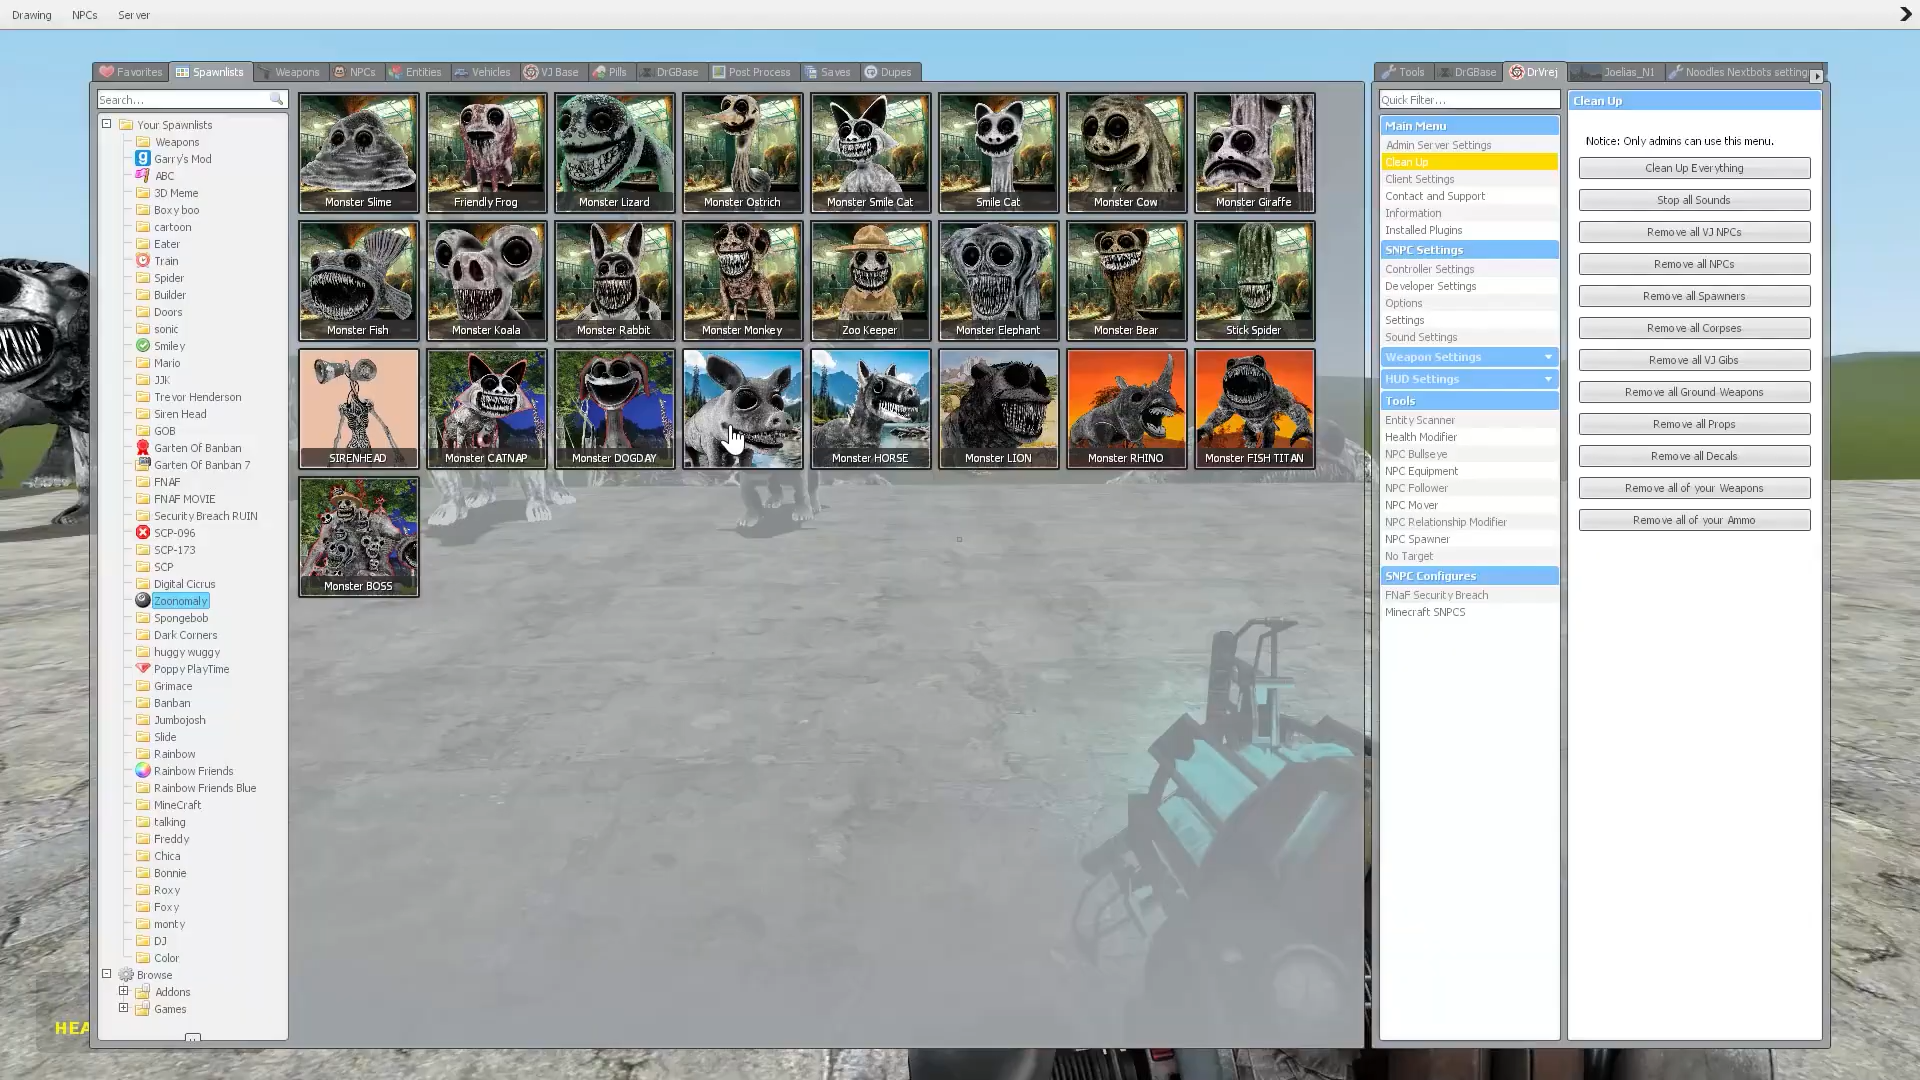 Drawing NPCs Server
Favorites Spawnlists Weapons NPCs Entities Vehicles VJ Base Pills DrGBase Post Process Saves Dupes
Tools DrGBase DrVrej Joelias_N1 Noodles Nextbots setting
Search...
Your Spawnlists
Weapons
Garry's Mod
ABC
3D Meme
Boxy boo
cartoon
Eater
Train
Spider
Builder
Doors
sonic
Smiley
Mario
JJK
Trevor Henderson
Siren Head
GOB
Garten Of Banban
Garten Of Banban 7
FNAF
FNAF MOVIE
Security Breach RUIN
SCP-096
SCP-173
SCP
Digital Cicrus
Zoonomaly
Spongebob
Dark Corners
huggy wuggy
Poppy PlayTime
Grimace
Banban
Jumbojosh
Slide
Rainbow
Rainbow Friends
Rainbow Friends Blue
MineCraft
talking
Freddy
Chica
Bonnie
Roxy
Foxy
monty
DJ
Color
Browse
Addons
Games
HEA
Monster Slime Friendly Frog Monster Lizard Monster Ostrich Monster Smile Cat Smile Cat Monster Cow Monster Giraffe
Monster Fish Monster Koala Monster Rabbit Monster Monkey Zoo Keeper Monster Elephant Monster Bear Stick Spider
SIRENHEAD Monster CATNAP Monster DOGDAY Monster HORSE Monster LION Monster RHINO Monster FISH TITAN
Monster BOSS
Quick Filter...
Main Menu
Admin Server Settings
Clean Up
Client Settings
Contact and Support
Information
Installed Plugins
SNPC Settings
Controller Settings
Developer Settings
Options
Settings
Sound Settings
Weapon Settings
HUD Settings
Tools
Entity Scanner
Health Modifier
NPC Bullseye
NPC Equipment
NPC Follower
NPC Mover
NPC Relationship Modifier
NPC Spawner
No Target
SNPC Configures
FNaF Security Breach
Minecraft SNPCS
Clean Up
Notice: Only admins can use this menu.
Clean Up Everything
Stop all Sounds
Remove all VJ NPCs
Remove all NPCs
Remove all Spawners
Remove all Corpses
Remove all VJ Gibs
Remove all Ground Weapons
Remove all Props
Remove all Decals
Remove all of your Weapons
Remove all of your Ammo